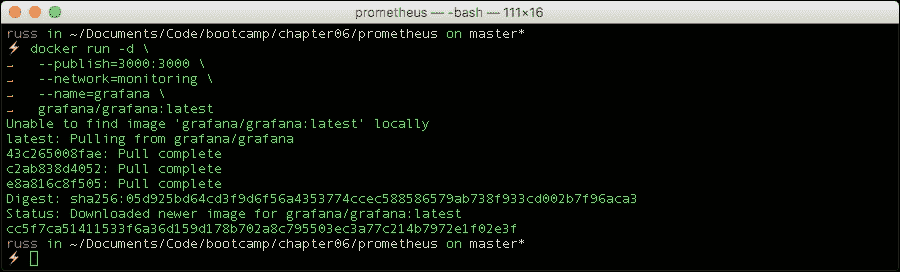 prometheus — -bash — 111×16
russ in ~/Documents/Code/bootcamp/chapter06/prometheus on master*
⚡ docker run -d \
→ --publish=3000:3000 \
→ --network=monitoring \
→ --name=grafana \
→ grafana/grafana:latest
Unable to find image 'grafana/grafana:latest' locally
latest: Pulling from grafana/grafana
43c265008fae: Pull complete
c2ab838d4052: Pull complete
e8a816c8f505: Pull complete
Digest: sha256:05d925bd64cd3f9d6f56a4353774ccec588586579ab738f933cd002b7f96aca3
Status: Downloaded newer image for grafana/grafana:latest
cc5f7ca51411533f6a36d159d178b702a8c795503ec3a77c214b7972e1f02e3f
russ in ~/Documents/Code/bootcamp/chapter06/prometheus on master*
⚡